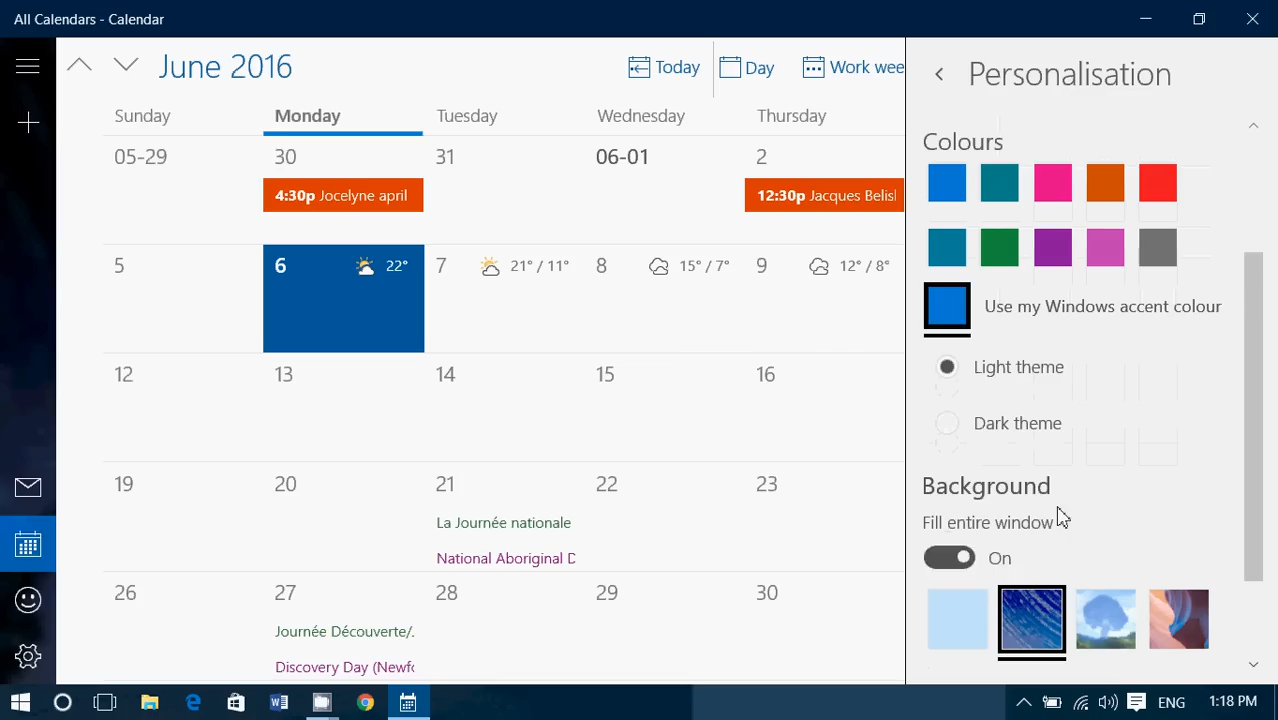 All Calendars - Calendar
June 2016
Today
Day
Work wee
Sunday
Monday
Tuesday
Wednesday
Thursday
05-29
30
31
06-01
2
4:30p Jocelyne april
12:30p Jacques Belisl
5
6
22°
7
21° / 11°
8
15° / 7°
9
12° / 8°
12
13
14
15
16
19
20
21
22
23
La Journée nationale
National Aboriginal D
26
27
28
29
30
Journée Découverte/.
Discovery Day (Newfo
Personalisation
Colours
Use my Windows accent colour
Light theme
Dark theme
Background
Fill entire window
On
ENG
1:18 PM